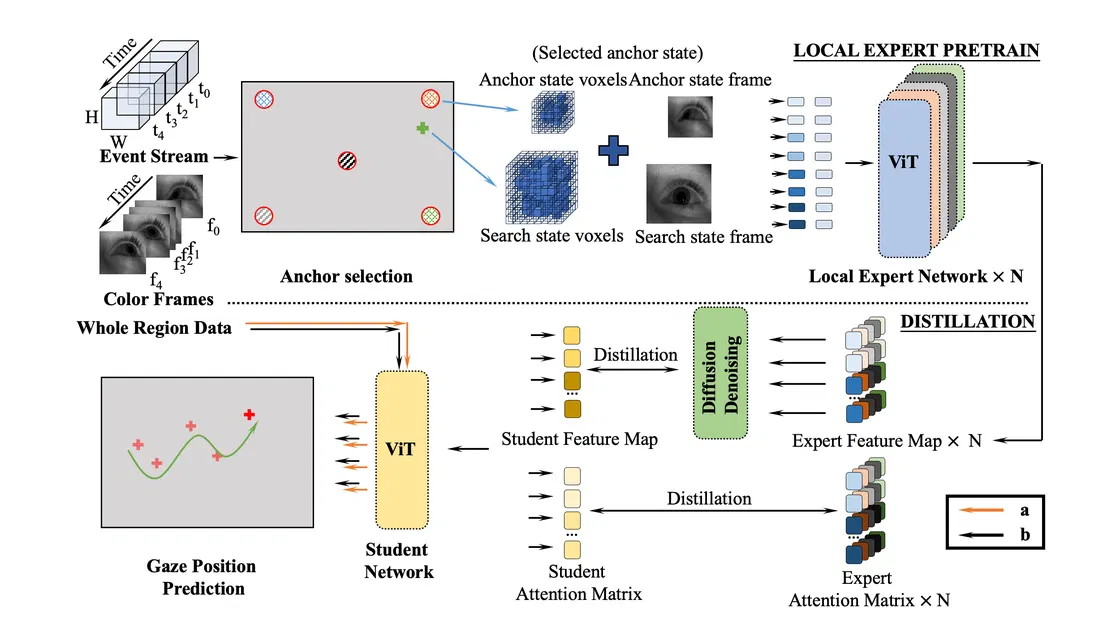 Time
H
W
t4
t3
t2
t1
t0
Event Stream
Time
f0
f1
f2
f3
f4
Color Frames
Anchor selection
(Selected anchor state)
Anchor state voxels
Anchor state frame
Search state voxels
Search state frame
LOCAL EXPERT PRETRAIN
ViT
Local Expert Network × N
DISTILLATION
Whole Region Data
Gaze Position
Prediction
ViT
Student
Network
Distillation
...
Student Feature Map
Diffusion
Denoising
...
Expert Feature Map × N
Distillation
...
Student
Attention Matrix
...
Expert
Attention Matrix × N
a
b